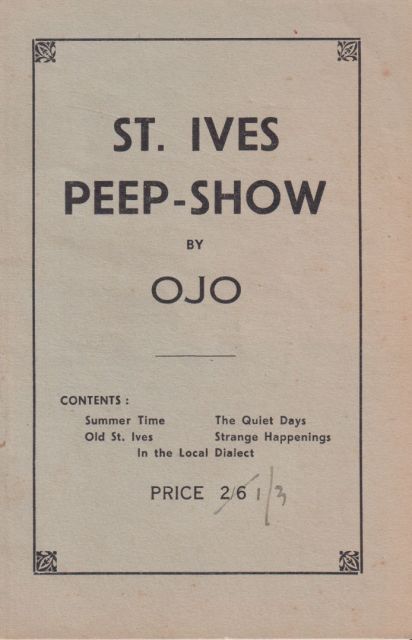 ST. IVES
PEEP-SHOW
BY
OJO
CONTENTS :
Summer Time The Quiet Days
Old St. Ives Strange Happenings
In the Local Dialect
PRICE 2/6 1/3